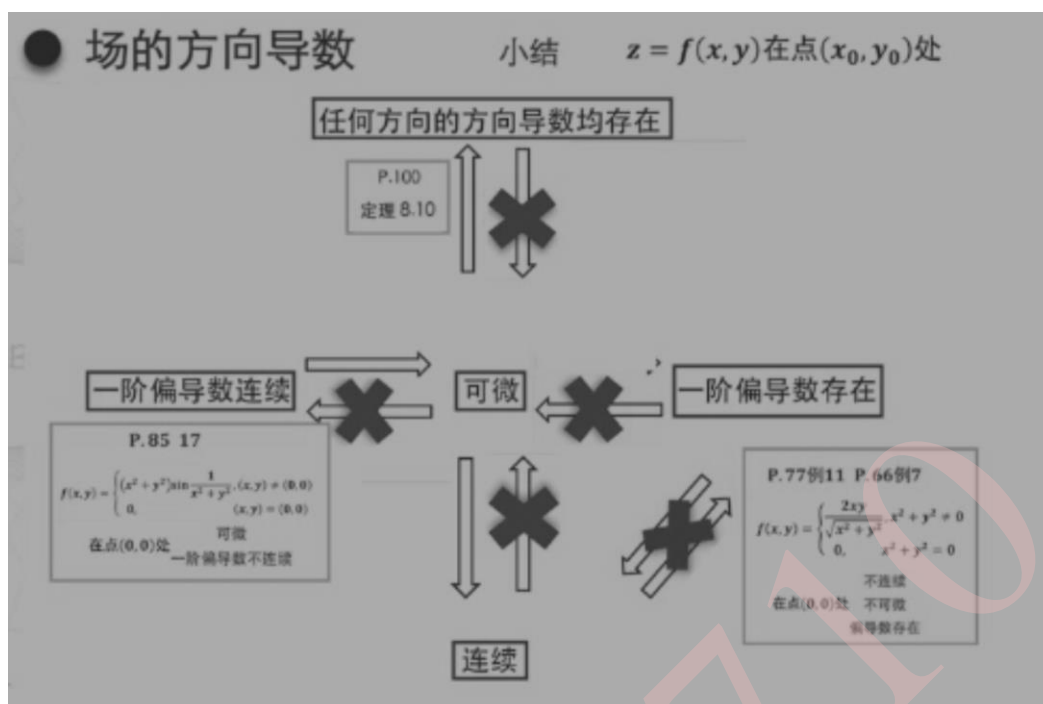 场的方向导数 小结 z = f(x, y)在点(x₀, y₀)处
任何方向的方向导数均存在
P.100
定理 8.10
一阶偏导数连续
可微
一阶偏导数存在
P.85 17
f(x, y) = { (x² + y²)sin 1/(x² + y²), (x, y) ≠ (0, 0)
0, (x, y) = (0, 0)
可微
在点(0, 0)处
一阶偏导数不连续
P.77例11 P.66例7
f(x, y) = { 2xy/√(x² + y²), x² + y² ≠ 0
0, x² + y² = 0
不连续
在点(0, 0)处 不可微
偏导数存在
连续
710